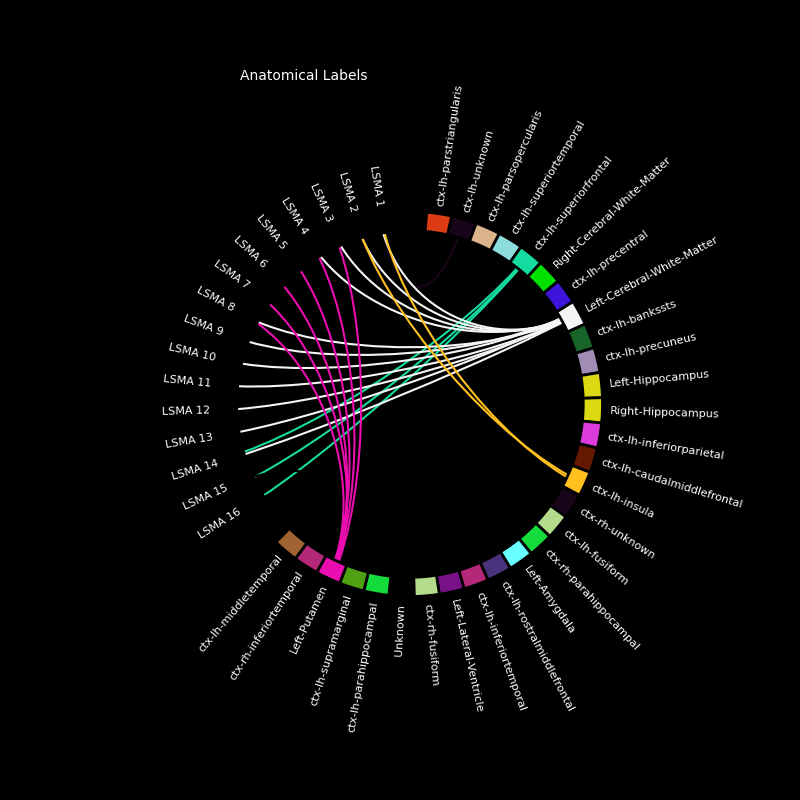 Anatomical Labels
ctx-lh-parstriangularis
ctx-lh-unknown
ctx-lh-parsopercularis
ctx-lh-superiortemporal
ctx-lh-superiorfrontal
Right-Cerebral-White-Matter
ctx-lh-precentral
Left-Cerebral-White-Matter
ctx-lh-bankssts
ctx-lh-precuneus
Left-Hippocampus
Right-Hippocampus
ctx-lh-inferiorparietal
ctx-lh-caudalmiddlefrontal
ctx-lh-insula
ctx-rh-unknown
ctx-lh-fusiform
ctx-rh-parahippocampal
Left-Amygdala
ctx-lh-rostralmiddlefrontal
ctx-lh-inferiortemporal
Left-Lateral-Ventricle
ctx-rh-fusiform
Unknown
ctx-lh-parahippocampal
ctx-lh-supramarginal
Left-Putamen
ctx-rh-inferiortemporal
ctx-lh-middletemporal
LSMA 16
LSMA 15
LSMA 14
LSMA 13
LSMA 12
LSMA 11
LSMA 10
LSMA 9
LSMA 8
LSMA 7
LSMA 6
LSMA 5
LSMA 4
LSMA 3
LSMA 2
LSMA 1